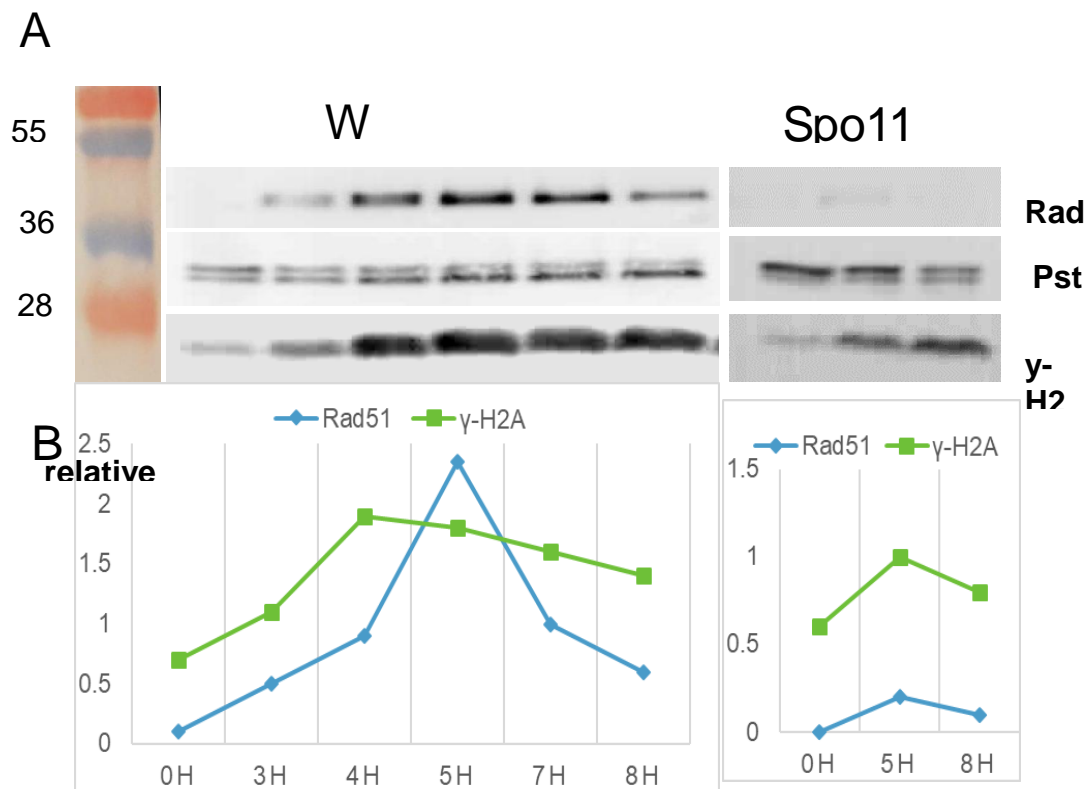 A
W
Spo11
55
36
28
Rad
Pst
γ-
H2
B
relative
Rad51 γ-H2A
2.5
2
1.5
1
0.5
0
0H 3H 4H 5H 7H 8H
Rad51 γ-H2A
1.5
1
0.5
0
0H 5H 8H